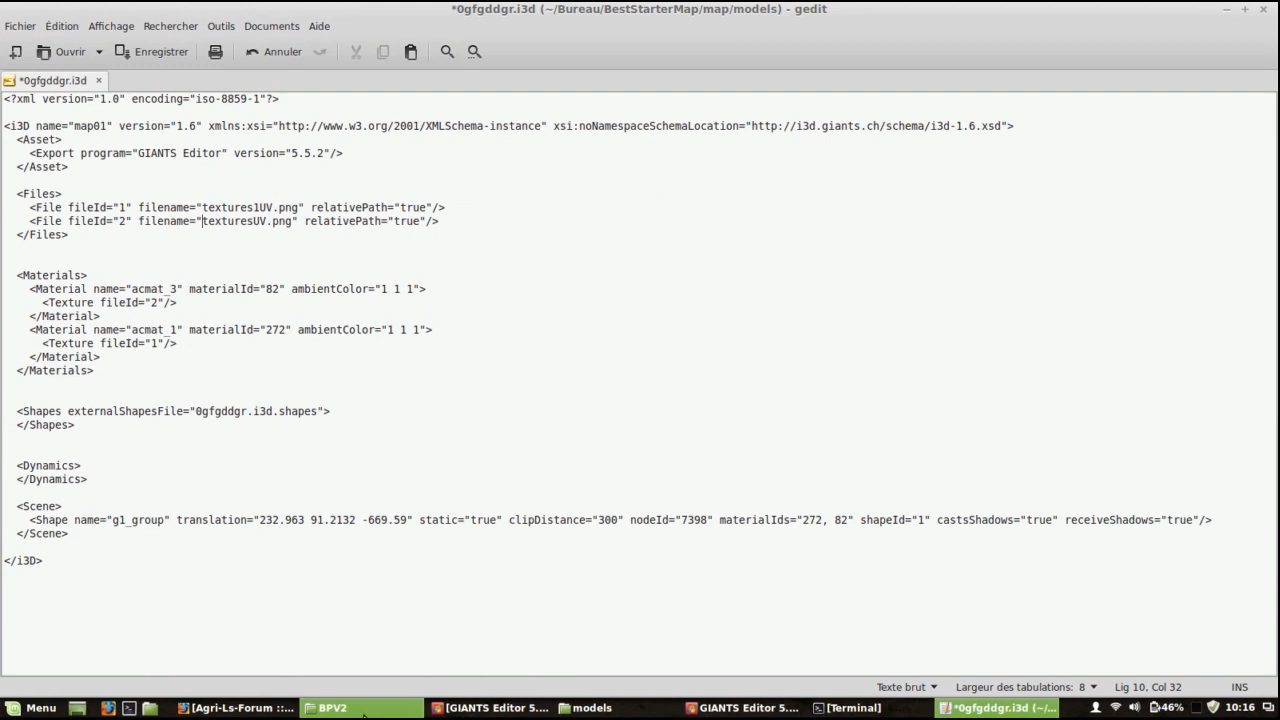 *0gfgddgr.i3d (~/Bureau/BestStarterMap/map/models) - gedit
Fichier Édition Affichage Rechercher Outils Documents Aide
Ouvrir Enregistrer Annuler
*0gfgddgr.i3d ×
<?xml version="1.0" encoding="iso-8859-1"?>
<i3D name="map01" version="1.6" xmlns:xsi="http://www.w3.org/2001/XMLSchema-instance" xsi:noNamespaceSchemaLocation="http://i3d.giants.ch/schema/i3d-1.6.xsd">
<Asset>
<Export program="GIANTS Editor" version="5.5.2"/>
</Asset>
<Files>
<File fileId="1" filename="textures1UV.png" relativePath="true"/>
<File fileId="2" filename="texturesUV.png" relativePath="true"/>
</Files>
<Materials>
<Material name="acmat_3" materialId="82" ambientColor="1 1 1">
<Texture fileId="2"/>
</Material>
<Material name="acmat_1" materialId="272" ambientColor="1 1 1">
<Texture fileId="1"/>
</Material>
</Materials>
<Shapes externalShapesFile="0gfgddgr.i3d.shapes">
</Shapes>
<Dynamics>
</Dynamics>
<Scene>
<Shape name="g1_group" translation="232.963 91.2132 -669.59" static="true" clipDistance="300" nodeId="7398" materialIds="272, 82" shapeId="1" castsShadows="true" receiveShadows="true"/>
</Scene>
</i3D>
Texte brut Largeur des tabulations: 8 Lig 10, Col 32 INS
Menu [Agri-Ls-Forum ::... BPV2 [GIANTS Editor 5.... models GIANTS Editor 5.... [Terminal] *0gfgddgr.i3d (~/... 46% 10:16